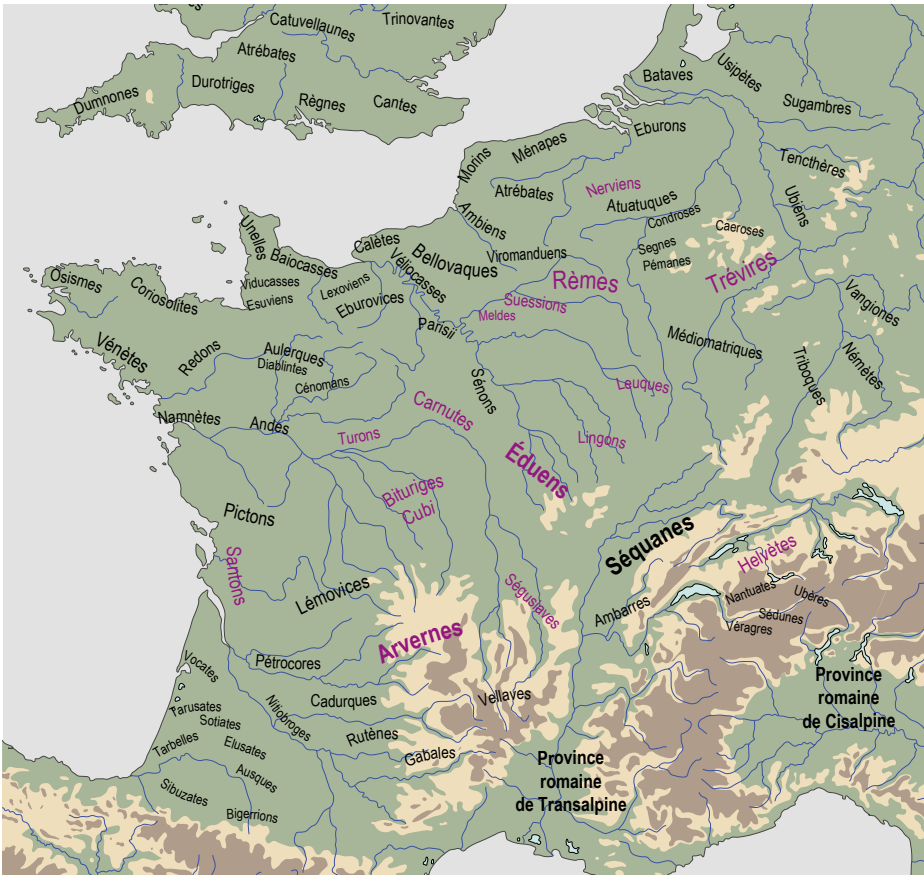 Catuvellaunes
Trinovantes
Atrébates
Dumnones
Durotriges
Règnes
Cantes
Bataves
Usipètes
Sugambres
Eburons
Ménapes
Morins
Tencthères
Nerviens
Atrébates
Atuatuques
Ubiens
Condroses
Caeroses
Ambiens
Unelles
Calètes
Bellovaques
Viromanduens
Segnes
Pémanes
Baiocasses
Véliocasses
Osismes
Coriosolites
Viducasses
Lexoviens
Esuviens
Eburovices
Rèmes
Trévires
Suessions
Meldes
Vangiones
Parisii
Vénètes
Redons
Aulerques
Diablintes
Cénomans
Médiomatriques
Triboques
Némètes
Sénons
Leuques
Carnutes
Namnètes
Andes
Turons
Lingons
Éduens
Bituriges
Cubi
Pictons
Séquanes
Helvètes
Santons
Lémovices
Ségusiaves
Ambarres
Nantuates
Ubères
Sédunes
Véragres
Arvernes
Pétrocores
Vocates
Province
romaine
de Cisalpine
Cadurques
Vellaves
Nitiobroges
Parusates
Sotiates
Rutènes
Tarbelles
Elusates
Gabales
Province
romaine
de Transalpine
Ausques
Sibuzates
Bigerrions